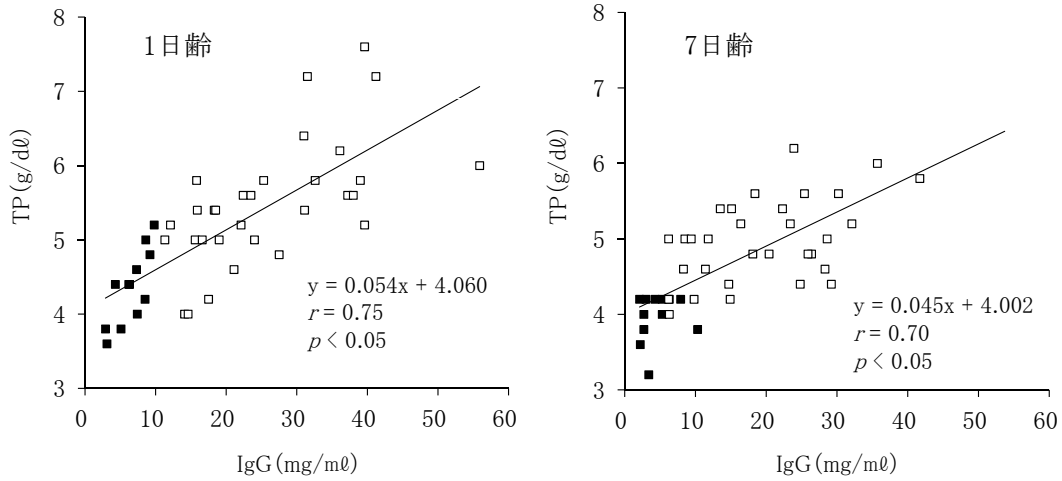 1日齢
TP(g/dℓ)
8
7
6
5
4
3
y = 0.054x + 4.060
r = 0.75
p < 0.05
0 10 20 30 40 50 60
IgG(mg/mℓ)
7日齢
TP(g/dℓ)
8
7
6
5
4
3
y = 0.045x + 4.002
r = 0.70
p < 0.05
0 10 20 30 40 50 60
IgG(mg/mℓ)